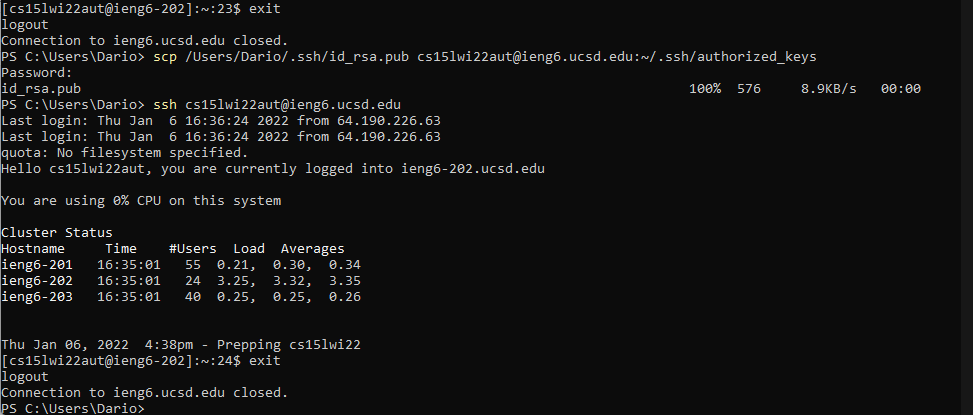 [cs15lwi22aut@ieng6-202]:~:23$ exit
logout
Connection to ieng6.ucsd.edu closed.
PS C:\Users\Dario> scp /Users/Dario/.ssh/id_rsa.pub cs15lwi22aut@ieng6.ucsd.edu:~/.ssh/authorized_keys
Password:
id_rsa.pub 100% 576 8.9KB/s 00:00
PS C:\Users\Dario> ssh cs15lwi22aut@ieng6.ucsd.edu
Last login: Thu Jan  6 16:36:24 2022 from 64.190.226.63
Last login: Thu Jan  6 16:36:24 2022 from 64.190.226.63
quota: No filesystem specified.
Hello cs15lwi22aut, you are currently logged into ieng6-202.ucsd.edu
You are using 0% CPU on this system
Cluster Status
Hostname     Time    #Users  Load  Averages
ieng6-201   16:35:01   55  0.21,  0.30,  0.34
ieng6-202   16:35:01   24  3.25,  3.32,  3.35
ieng6-203   16:35:01   40  0.25,  0.25,  0.26
Thu Jan 06, 2022  4:38pm - Prepping cs15lwi22
[cs15lwi22aut@ieng6-202]:~:24$ exit
logout
Connection to ieng6.ucsd.edu closed.
PS C:\Users\Dario>